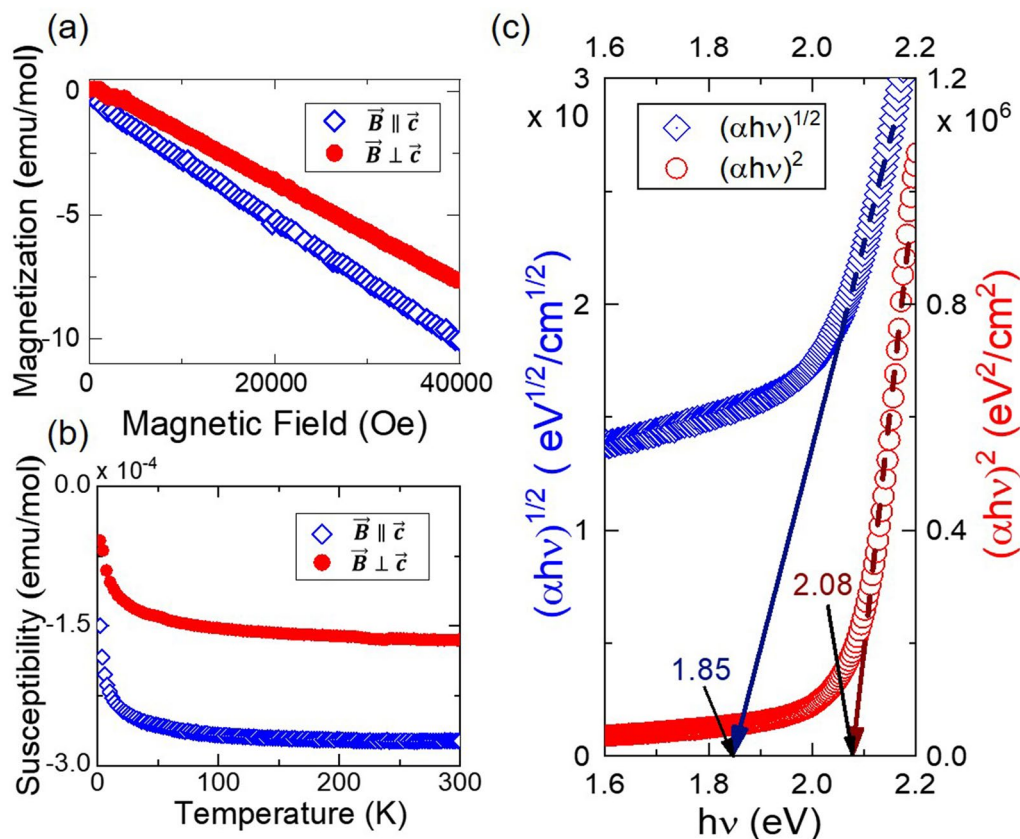 (a)
Magnetization (emu/mol)
0
-5
-10
B⃗ ∥ c⃗
B⃗ ⊥ c⃗
0
20000
40000
Magnetic Field (Oe)
(b)
x 10⁻⁴
Susceptibility (emu/mol)
0.0
-1.5
-3.0
B⃗ ∥ c⃗
B⃗ ⊥ c⃗
0
100
200
300
Temperature (K)
(c)
1.6
1.8
2.0
2.2
3
x 10
2
1
0
(αhν)^1/2
(αhν)^2
1.2
x 10⁶
0.8
0.4
0.0
(αhν)^1/2 ( eV^1/2/cm^1/2)
(αhν)^2 (eV^2/cm^2)
1.85
2.08
1.6
1.8
2.0
2.2
hν (eV)